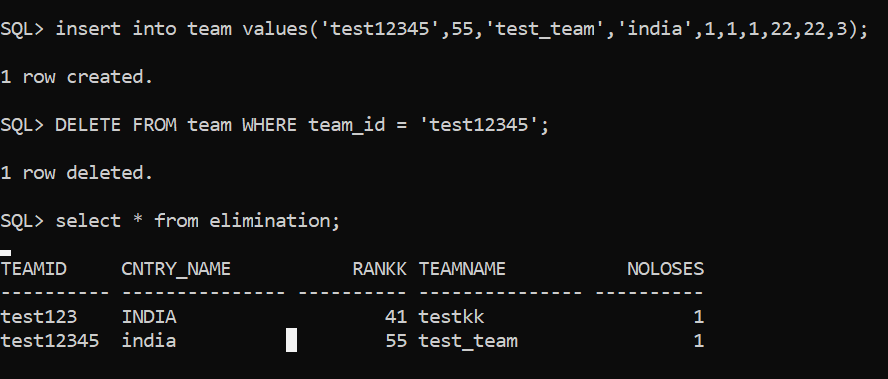 SQL> insert into team values('test12345',55,'test_team','india',1,1,1,22,22,3);
1 row created.
SQL> DELETE FROM team WHERE team_id = 'test12345';
1 row deleted.
SQL> select * from elimination;
TEAMID     CNTRY_NAME           RANKK TEAMNAME           NOLOSES
---------- --------------- ---------- --------------- ----------
test123    INDIA                   41 testkk                   1
test12345  india                   55 test_team                1